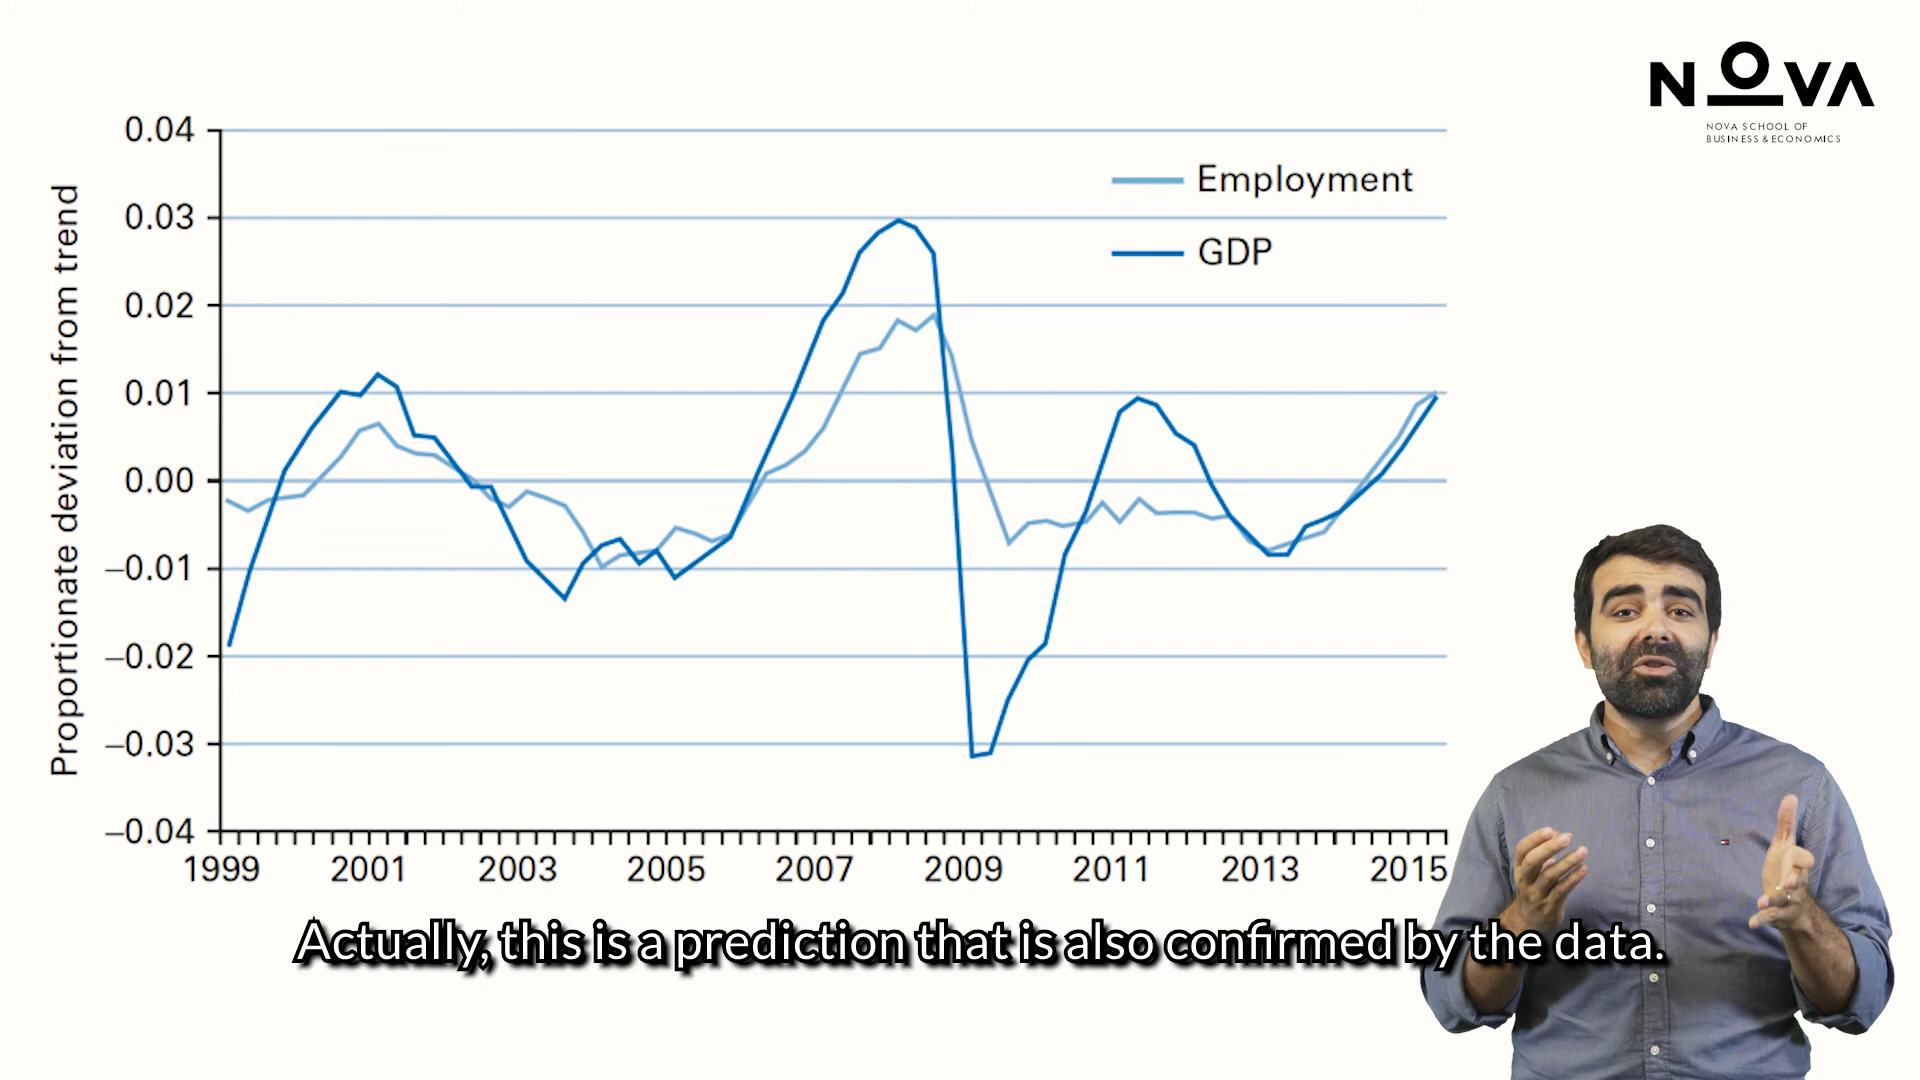 NOVA
NOVA SCHOOL OF
BUSINESS & ECONOMICS
Proportionate deviation from trend
0.04
0.03
0.02
0.01
0.00
–0.01
–0.02
–0.03
–0.04
Employment
GDP
1999 2001 2003 2005 2007 2009 2011 2013 2015
Actually, this is a prediction that is also confirmed by the data.